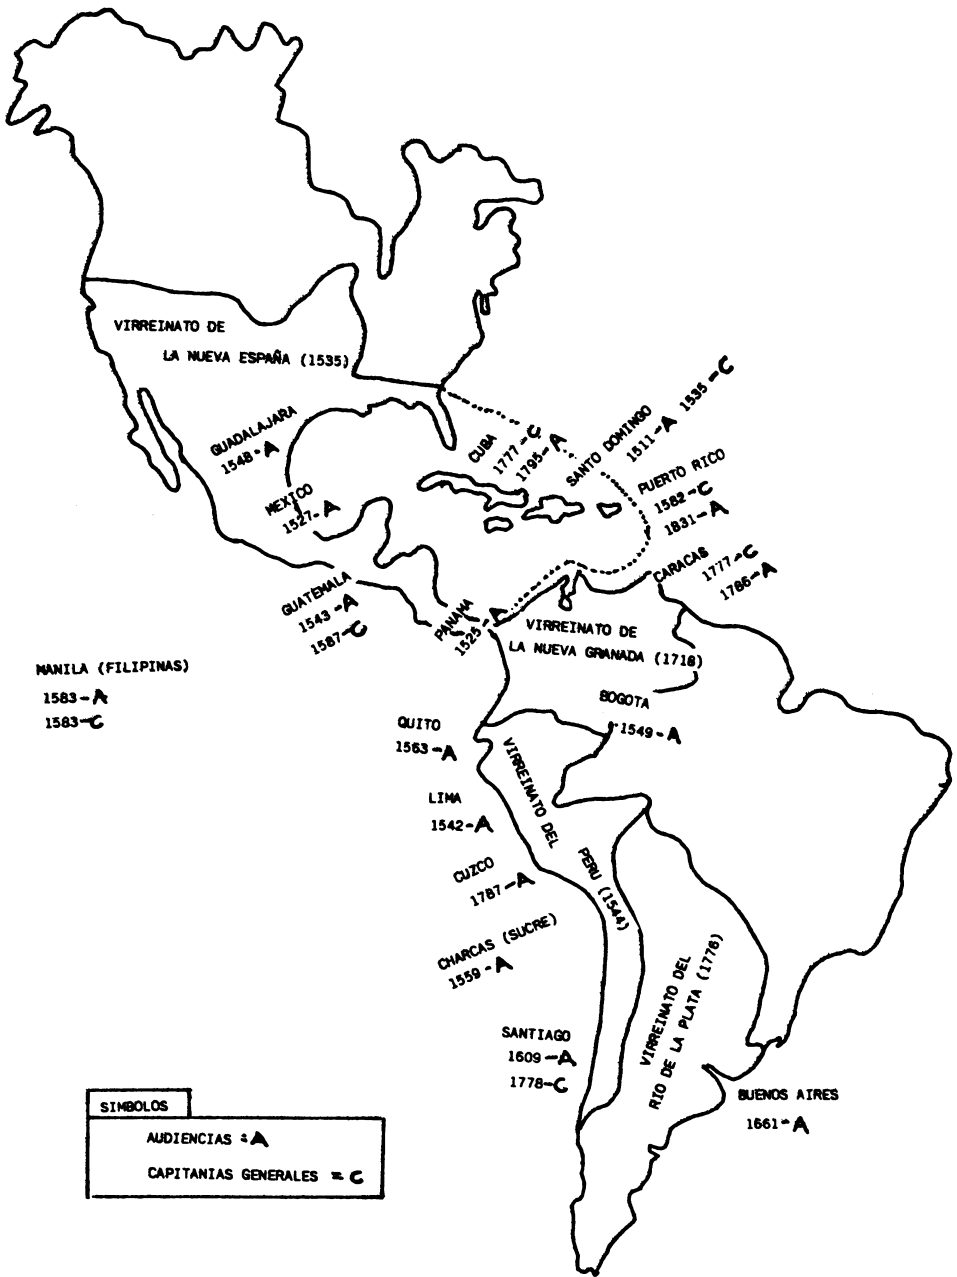 VIRREINATO DE
LA NUEVA ESPAÑA (1535)
GUADALAJARA
1548-A
MEXICO
1527-A
CUBA
1777-C
1795-A
SANTO DOMINGO
1511-A 1535-C
PUERTO RICO
1582-C
1831-A
CARACAS
1777-C
1786-A
GUATEMALA
1543-A
1587-C
PANAMA
1525-A
VIRREINATO DE
LA NUEVA GRANADA (1718)
MANILA (FILIPINAS)
1583-A
1583-C
BOGOTA
1549-A
QUITO
1563-A
VIRREINATO DEL PERU (1544)
LIMA
1542-A
CUZCO
1787-A
CHARCAS (SUCRE)
1559-A
VIRREINATO DEL
RIO DE LA PLATA (1776)
SANTIAGO
1609-A
1778-C
BUENOS AIRES
1661-A
SIMBOLOS
AUDIENCIAS = A
CAPITANIAS GENERALES = C